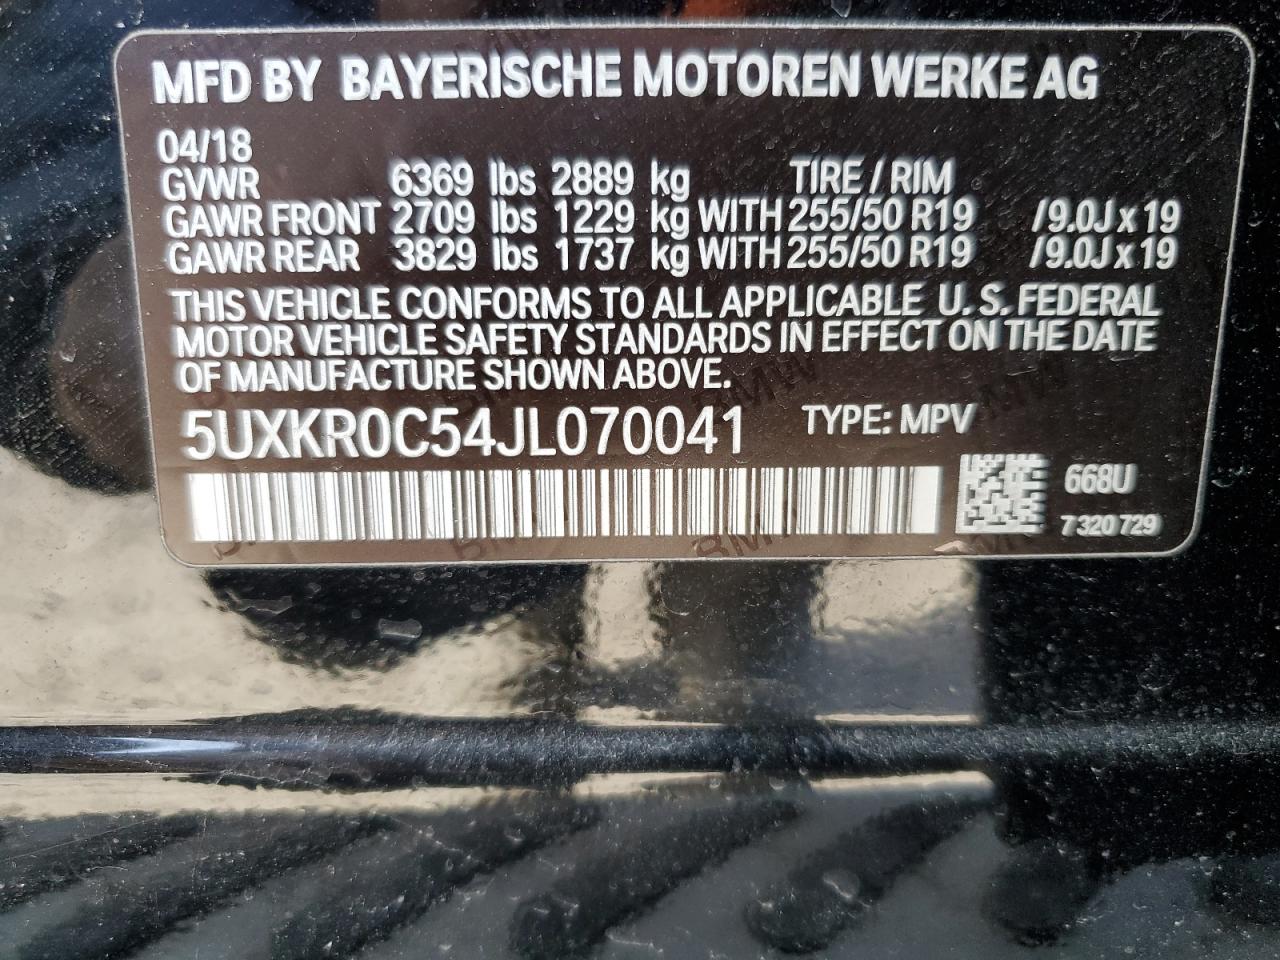 MFD BY BAYERISCHE MOTOREN WERKE AG
04/18
GVWR 6369 lbs 2889 kg TIRE / RIM
GAWR FRONT 2709 lbs 1229 kg WITH 255/50 R19 /9.0J x 19
GAWR REAR 3829 lbs 1737 kg WITH 255/50 R19 /9.0J x 19
THIS VEHICLE CONFORMS TO ALL APPLICABLE U. S. FEDERAL
MOTOR VEHICLE SAFETY STANDARDS IN EFFECT ON THE DATE
OF MANUFACTURE SHOWN ABOVE.
5UXKR0C54JL070041 TYPE: MPV
668U
7 320 729